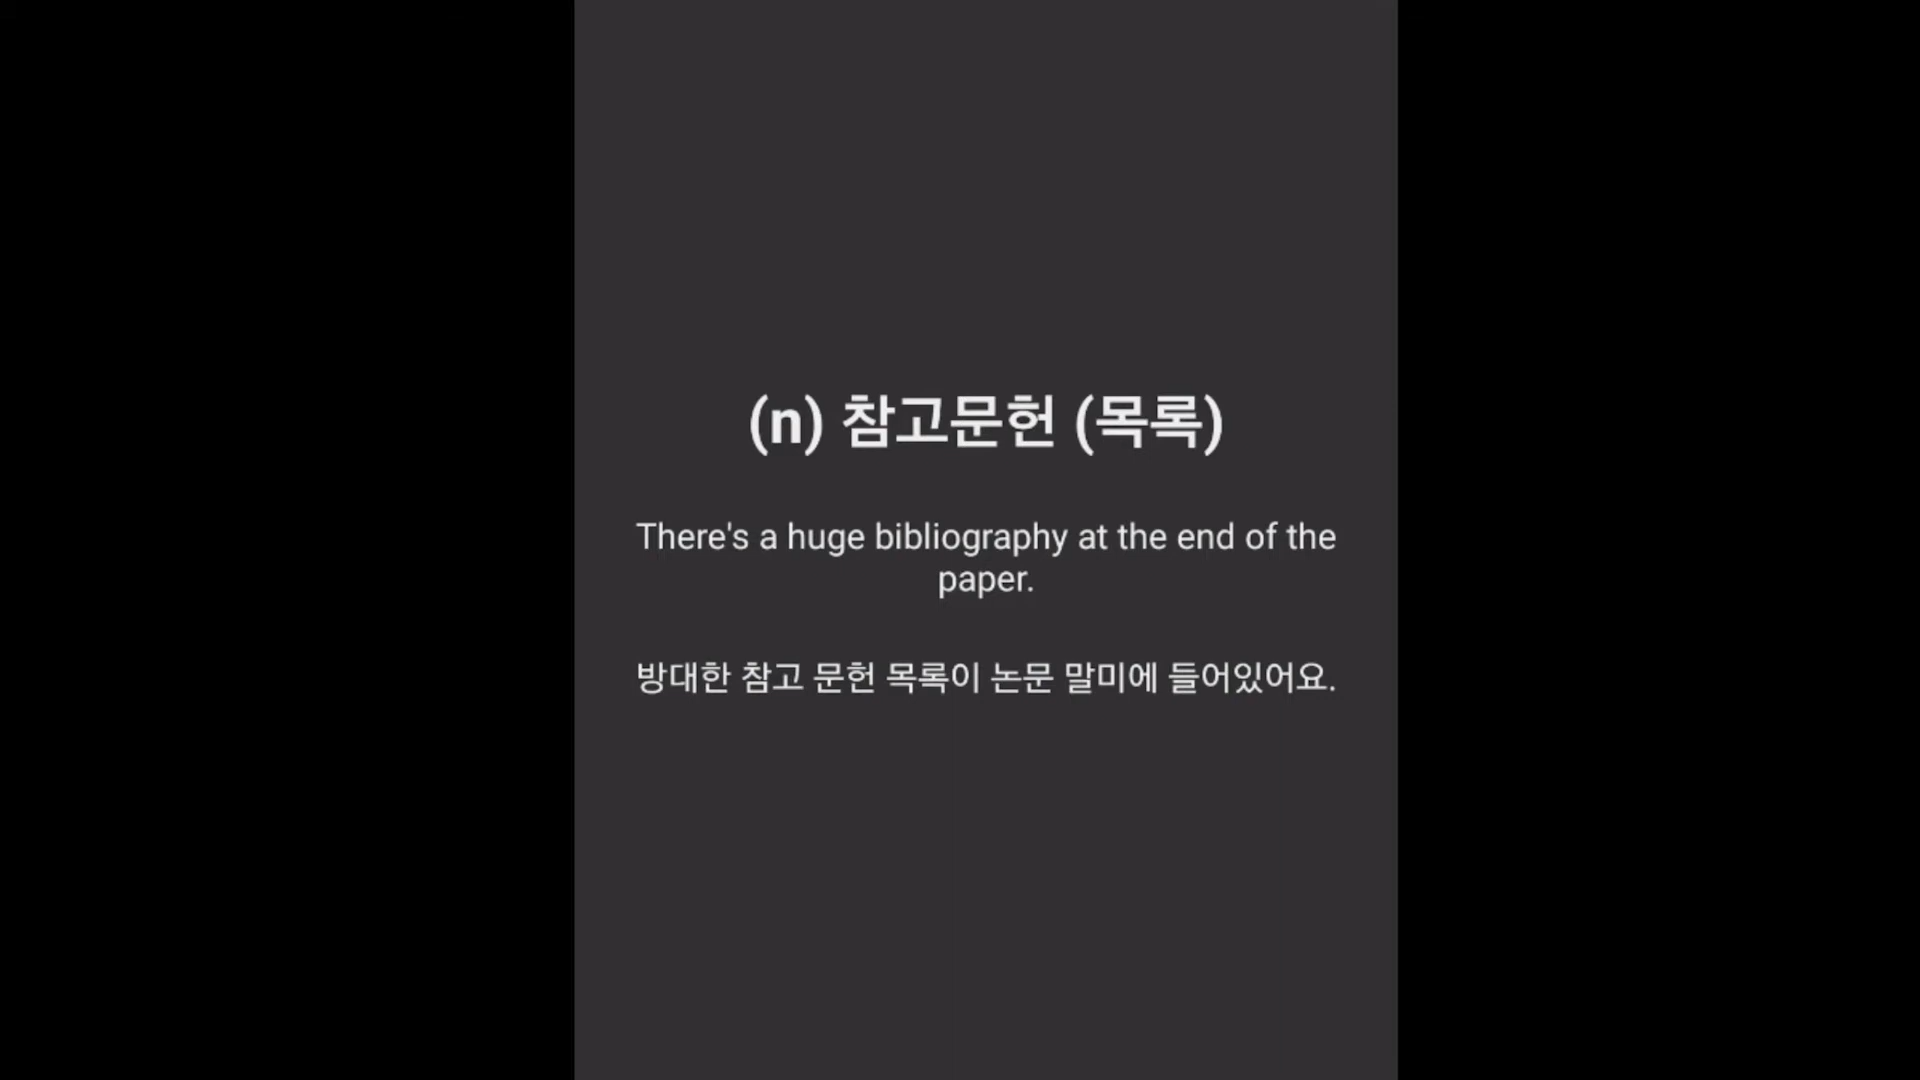 (n) 참고문헌 (목록)
There's a huge bibliography at the end of the
paper.
방대한 참고 문헌 목록이 논문 말미에 들어있어요.